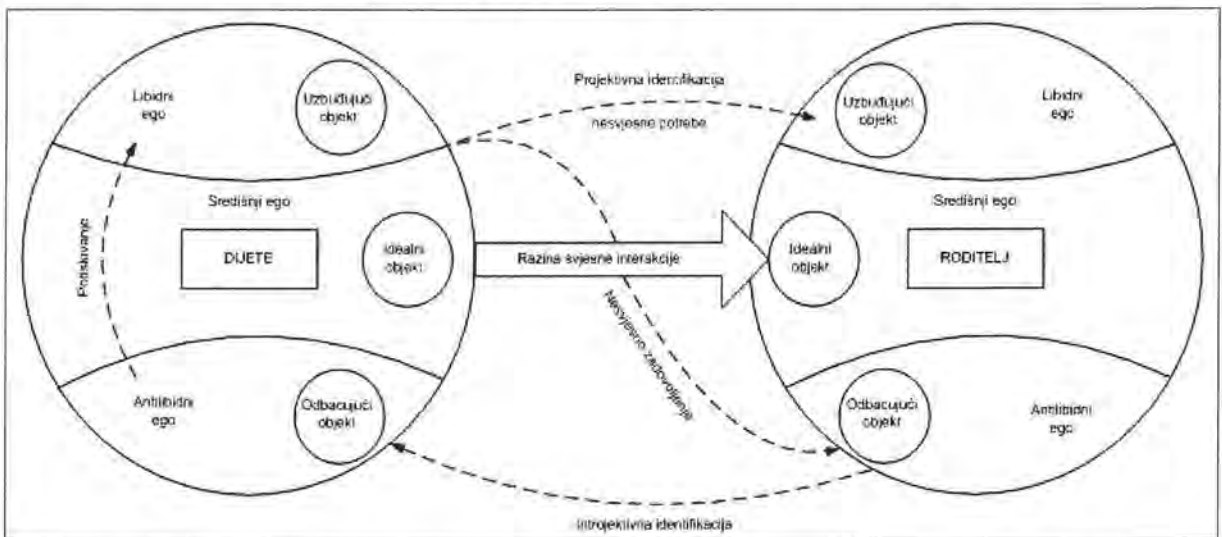 Libidni
ego
Uzbuđujući
objekt
Projektivna identifikacija
nesvjesne potrebe
Uzbuđujući
objekt
Libidni
ego
Potiskivanje
Središnji ego
DIJETE
Idealni
objekt
Razina svjesne interakcije
Središnji ego
Idealni
objekt
RODITELJ
Nesvjesno zadovoljenje
Antilibidni
ego
Odbacujući
objekt
Odbacujući
objekt
Antilibidni
ego
Introjektivna identifikacija